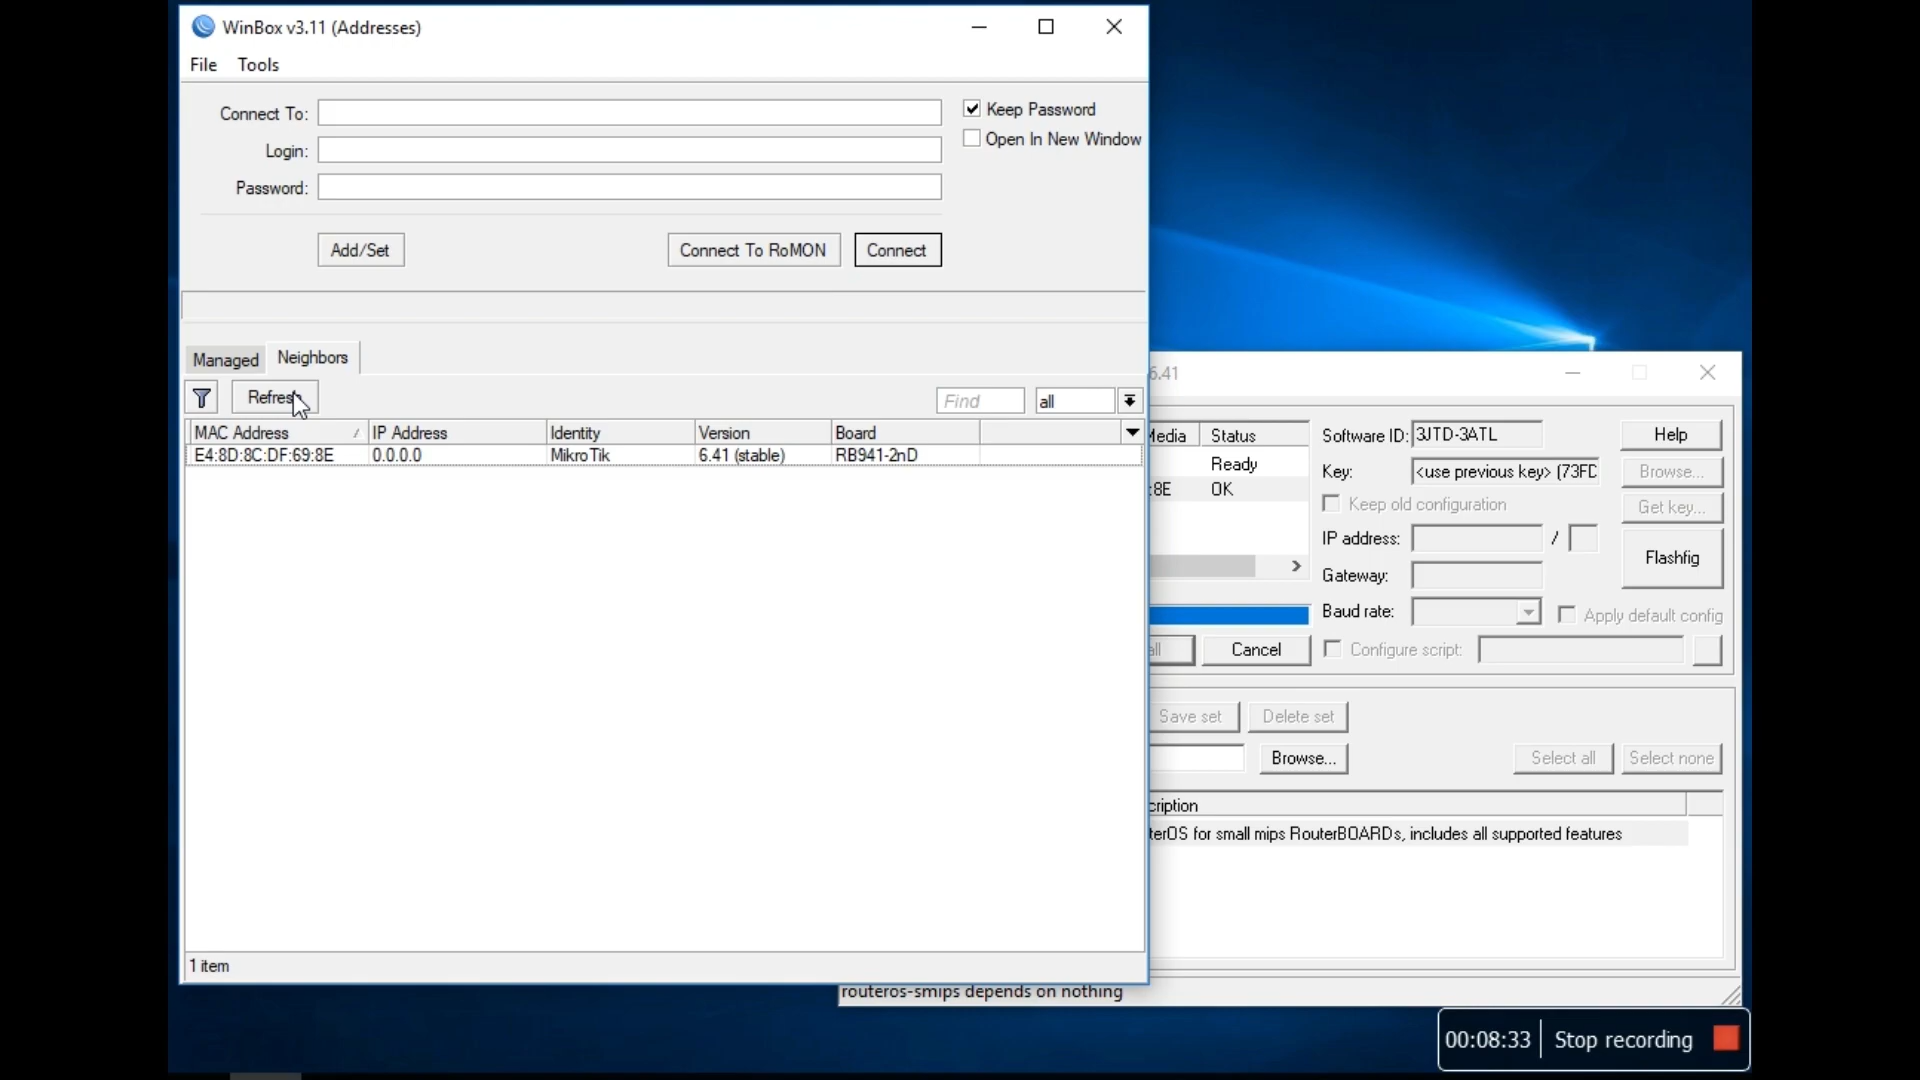 WinBox v3.11 (Addresses)
File Tools
Connect To:
Keep Password
Open In New Window
Login:
Password:
Add/Set
Connect To RoMON
Connect
Managed
Neighbors
Refresh
Find
all
MAC Address IP Address Identity Version Board
E4:8D:8C:DF:69:8E 0.0.0.0 MikroTik 6.41 (stable) RB941-2nD
1 item
6.41
Media Status
Ready
:8E OK
Software ID: 3JTD-3ATL
Help
Key: <use previous key> (73FD
Browse...
Keep old configuration
Get key...
IP address: /
Flashfig
Gateway:
Baud rate:
Apply default config
all
Cancel
Configure script:
Save set
Delete set
Browse...
Select all
Select none
cription
terOS for small mips RouterBOARDs, includes all supported features
routeros-smips depends on nothing
00:08:33
Stop recording